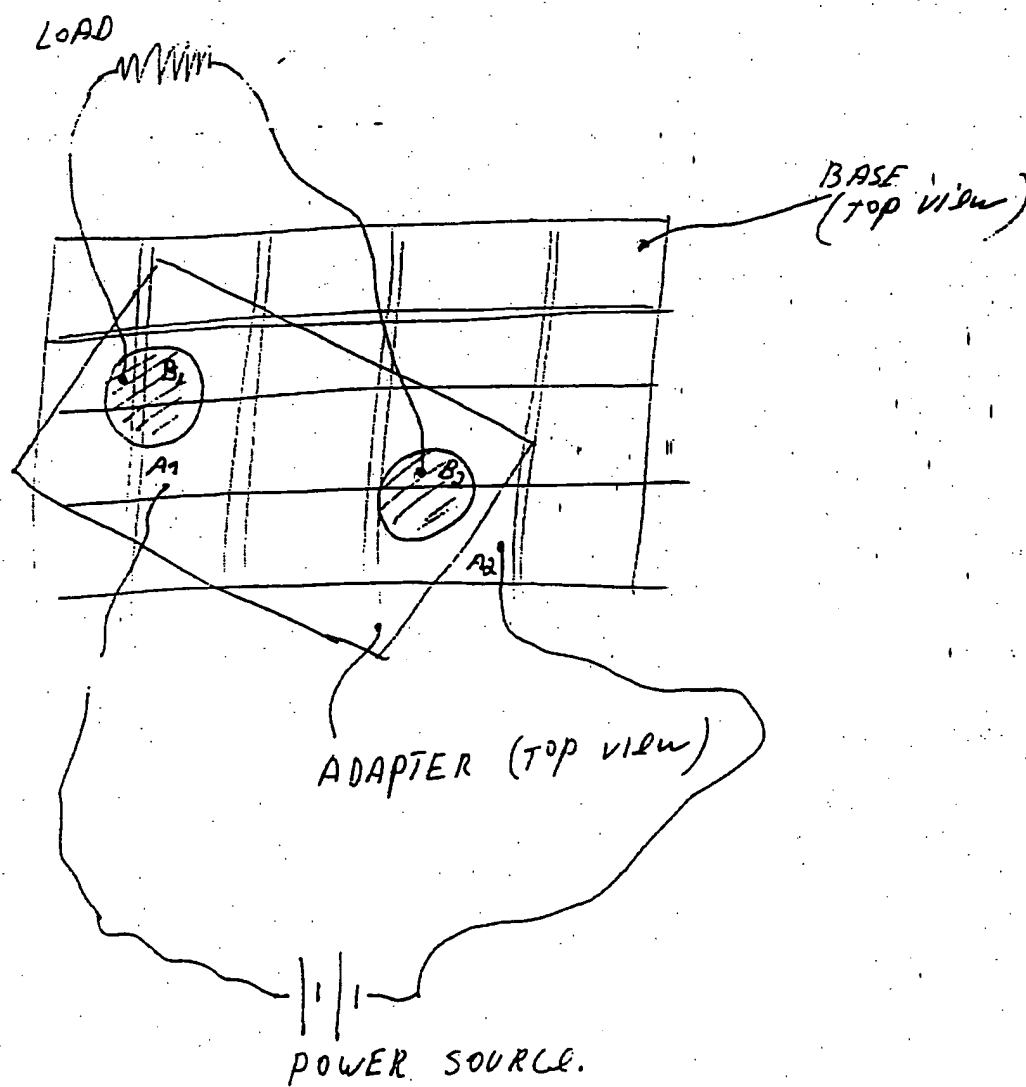 LOAD
BASE
(TOP view)
B1
A1
B2
A2
ADAPTER (TOP view)
POWER SOURCE.